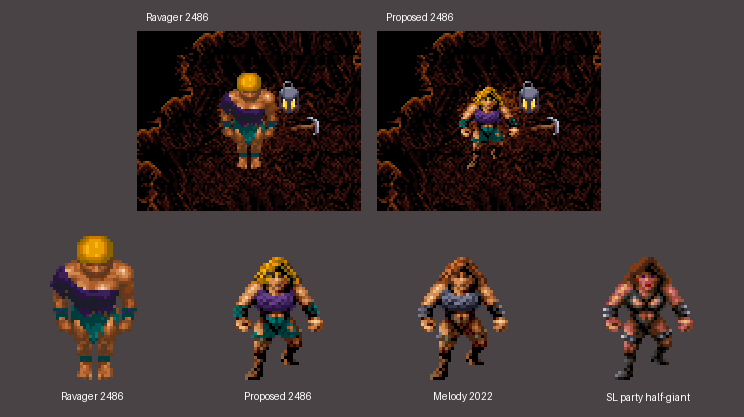 Ravager 2486
Proposed 2486
Ravager 2486
Proposed 2486
Melody 2022
SL party half-giant